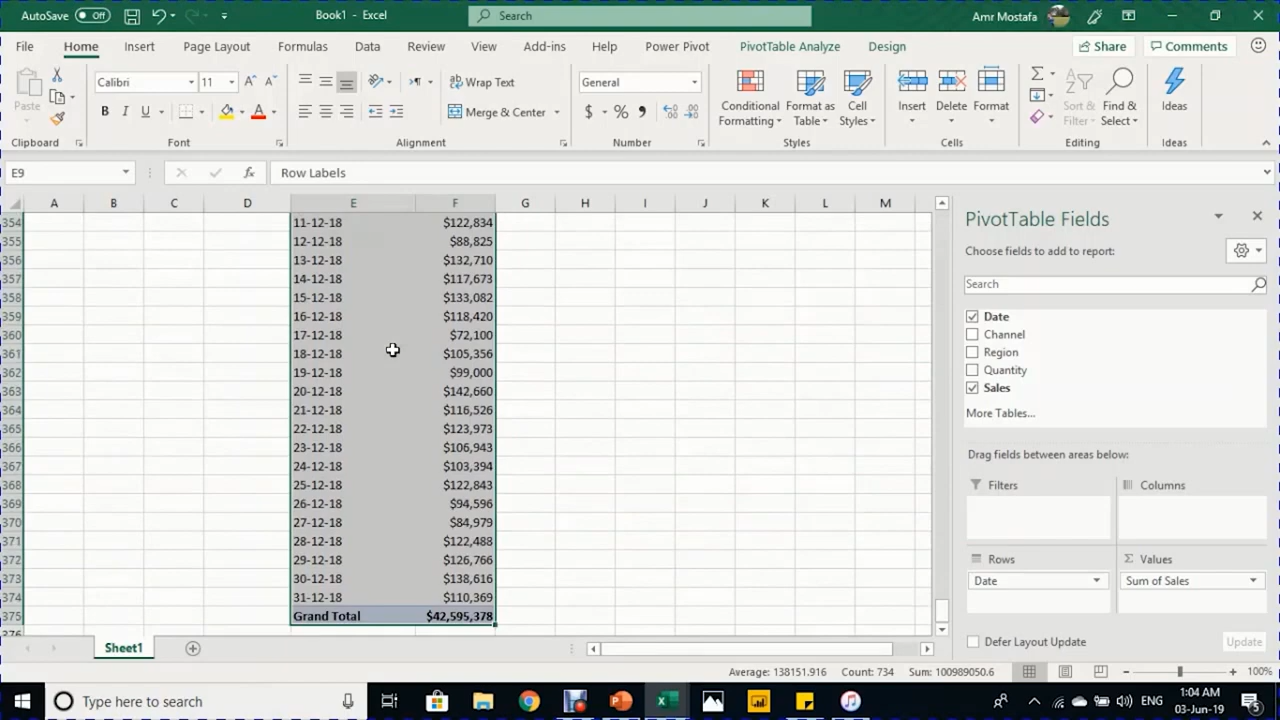 AutoSave Off Book1 - Excel Search Amr Mostafa
File Home Insert Page Layout Formulas Data Review View Add-ins Help Power Pivot PivotTable Analyze Design Share Comments
Paste Calibri 11 B I U Wrap Text Merge & Center General $ % Conditional Formatting Format as Table Cell Styles Insert Delete Format Sort & Filter Find & Select Ideas
Clipboard Font Alignment Number Styles Cells Editing Ideas
E9 fx Row Labels
A B C D E F G H I J K L M
354 11-12-18 $122,834
355 12-12-18 $88,825
356 13-12-18 $132,710
357 14-12-18 $117,673
358 15-12-18 $133,082
359 16-12-18 $118,420
360 17-12-18 $72,100
361 18-12-18 $105,356
362 19-12-18 $99,000
363 20-12-18 $142,660
364 21-12-18 $116,526
365 22-12-18 $123,973
366 23-12-18 $106,943
367 24-12-18 $103,394
368 25-12-18 $122,843
369 26-12-18 $94,596
370 27-12-18 $84,979
371 28-12-18 $122,488
372 29-12-18 $126,766
373 30-12-18 $138,616
374 31-12-18 $110,369
375 Grand Total $42,595,378
PivotTable Fields
Choose fields to add to report:
Search
Date
Channel
Region
Quantity
Sales
More Tables...
Drag fields between areas below:
Filters Columns
Rows Σ Values
Date Sum of Sales
Defer Layout Update Update
Sheet1
Average: 138151.916 Count: 734 Sum: 100989050.6 100%
Type here to search ENG 1:04 AM
03-Jun-19 5